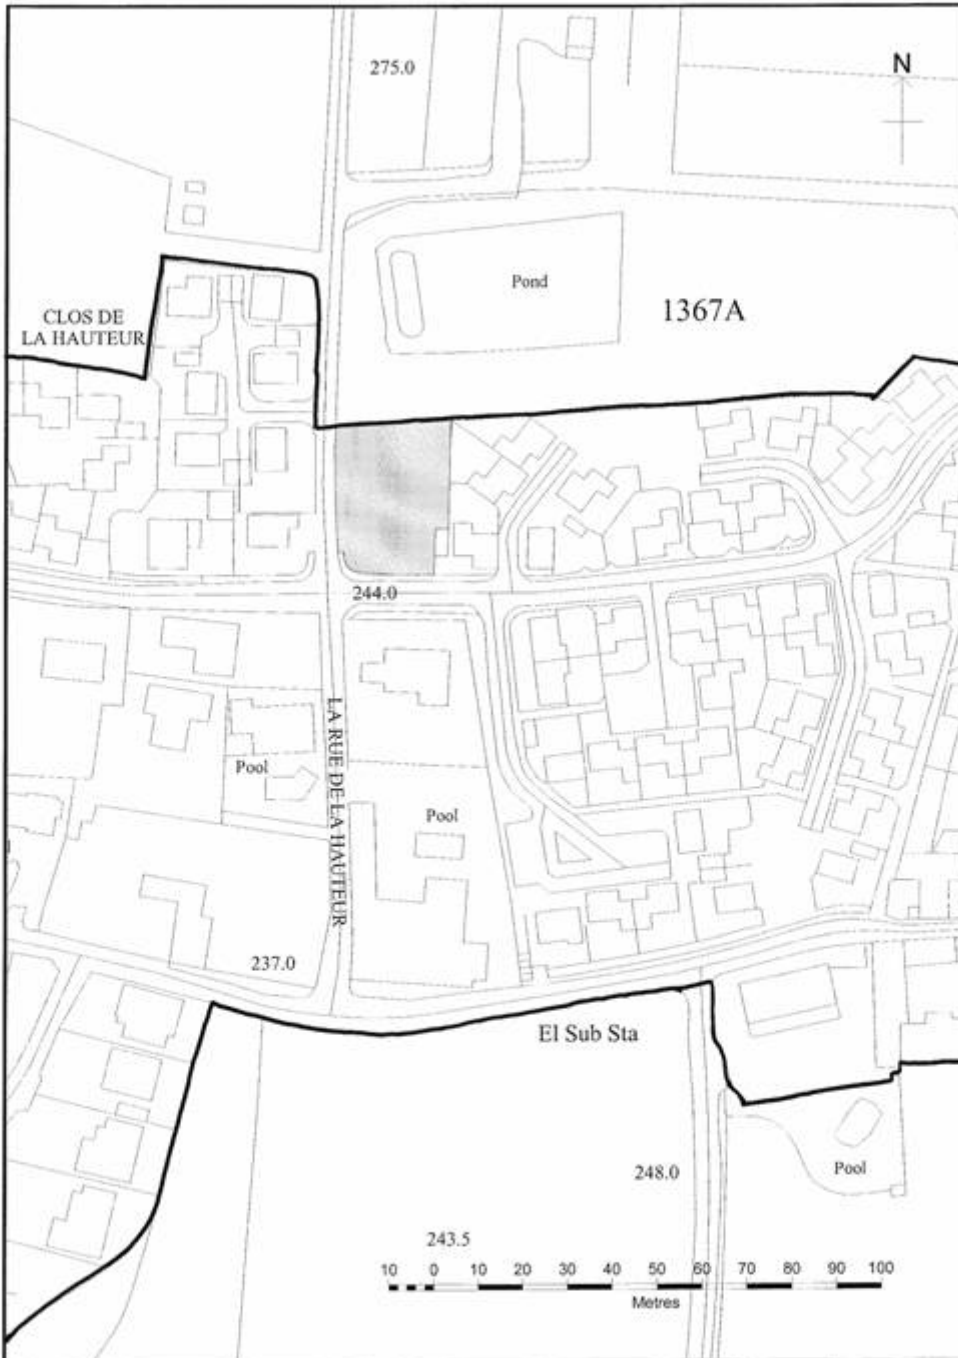 275.0
N
Pond
1367A
CLOS DE
LA HAUTEUR
244.0
LA RUE DE LA HAUTEUR
Pool
Pool
237.0
El Sub Sta
248.0
Pool
243.5
10 0 10 20 30 40 50 60 70 80 90 100
Metres